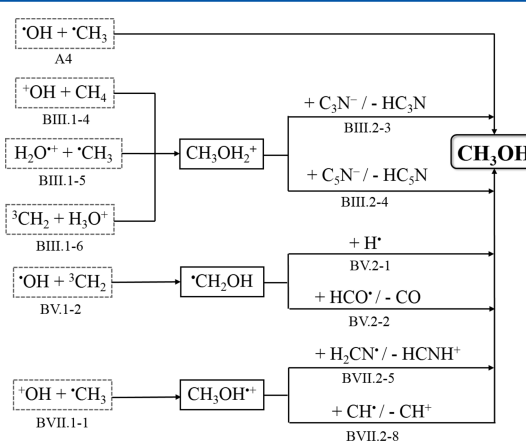 •OH + •CH₃
A4
⁺OH + CH₄
BIII.1-4
H₂O•⁺ + •CH₃
BIII.1-5
³CH₂ + H₃O⁺
BIII.1-6
CH₃OH₂⁺
+ C₃N⁻ / - HC₃N
BIII.2-3
+ C₅N⁻ / - HC₅N
BIII.2-4
CH₃OH
•OH + ³CH₂
BV.1-2
•CH₂OH
+ H•
BV.2-1
+ HCO• / - CO
BV.2-2
⁺OH + •CH₃
BVII.1-1
CH₃OH•⁺
+ H₂CN• / - HCNH⁺
BVII.2-5
+ CH• / - CH⁺
BVII.2-8